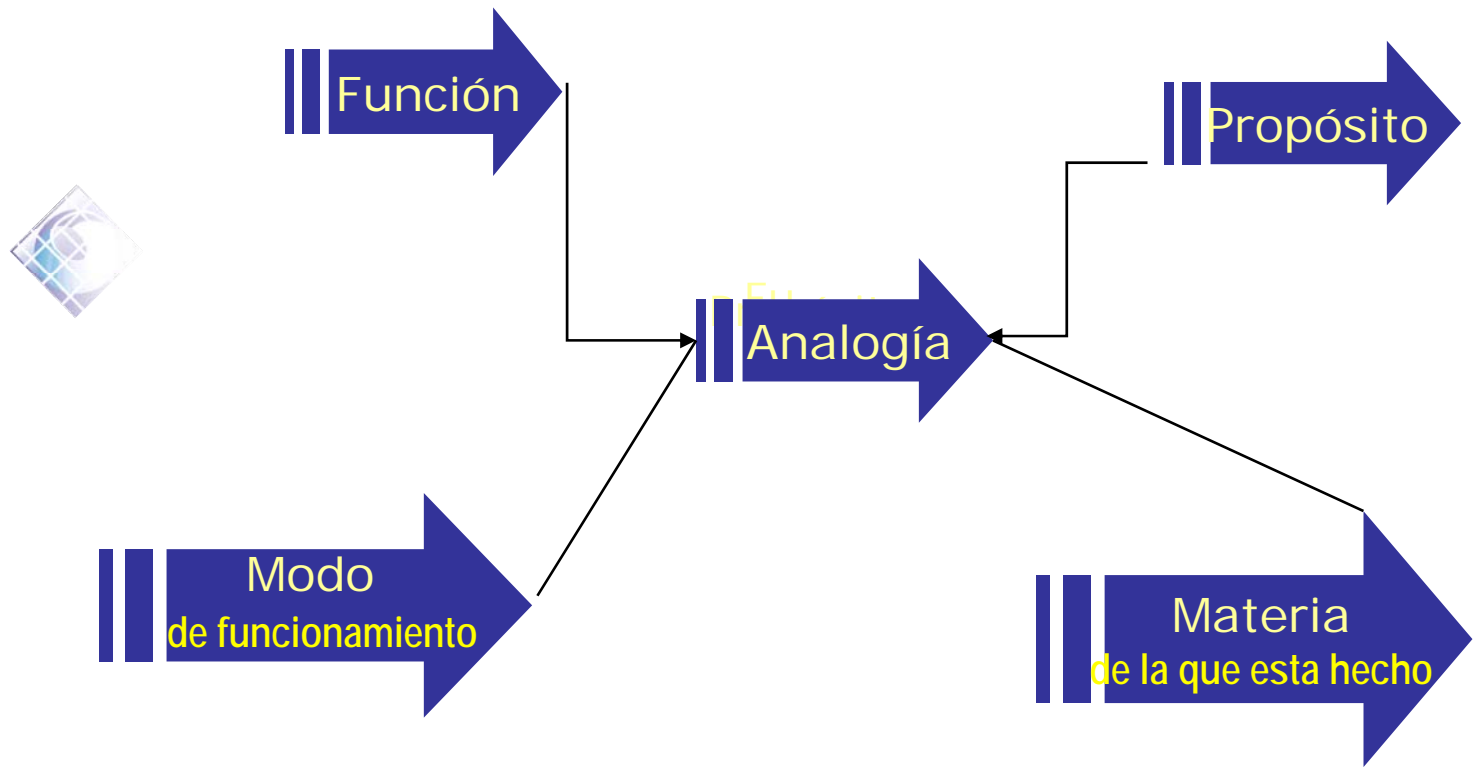 Función
Propósito
Analogía
Modo
de funcionamiento
Materia
de la que esta hecho